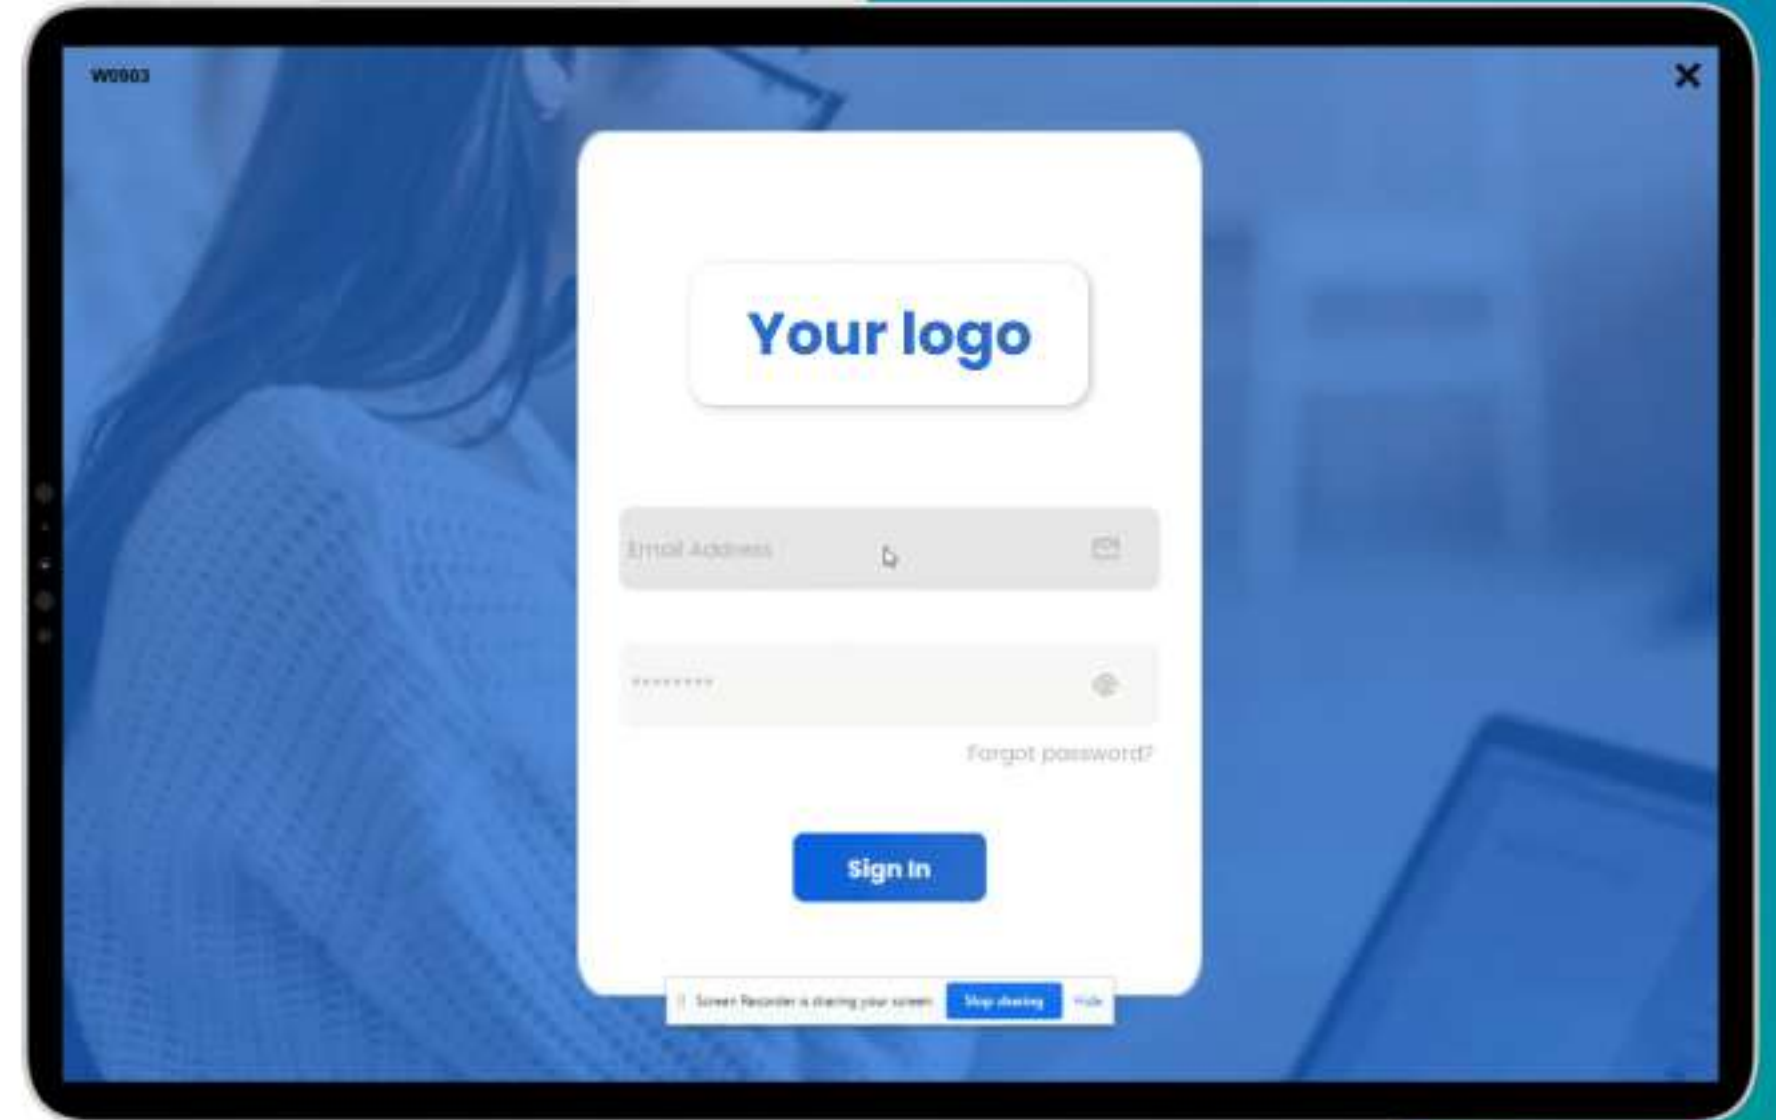 W0903
Your logo
Email Address
********
Forgot password?
Sign In
Screen Recorder is sharing your screen
Stop sharing
Hide